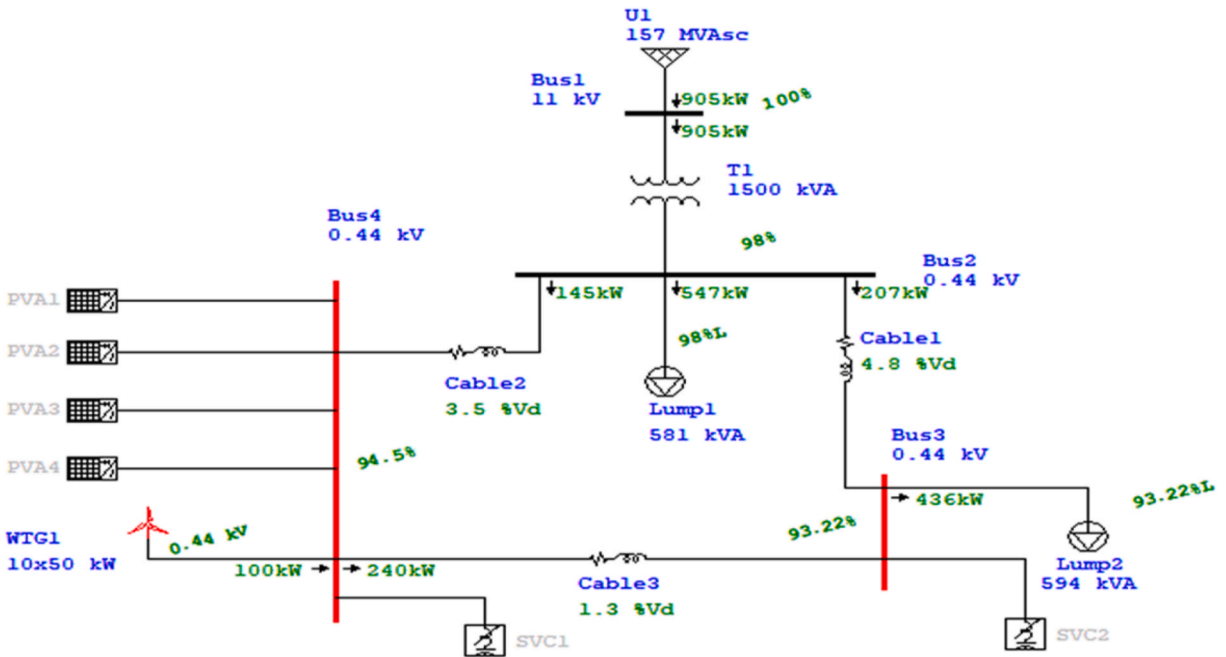 U1
157 MVAsc
Bus1
11 kV
905kW
100%
905kW
T1
1500 kVA
Bus4
0.44 kV
98%
Bus2
0.44 kV
PVA1
145kW
547kW
207kW
PVA2
98%L
Cable1
4.8 %Vd
Cable2
3.5 %Vd
PVA3
Lump1
581 kVA
Bus3
0.44 kV
PVA4
94.5%
436kW
93.22%L
WTG1
10x50 kW
0.44 kV
93.22%
100kW
240kW
Cable3
1.3 %Vd
Lump2
594 kVA
SVC1
SVC2